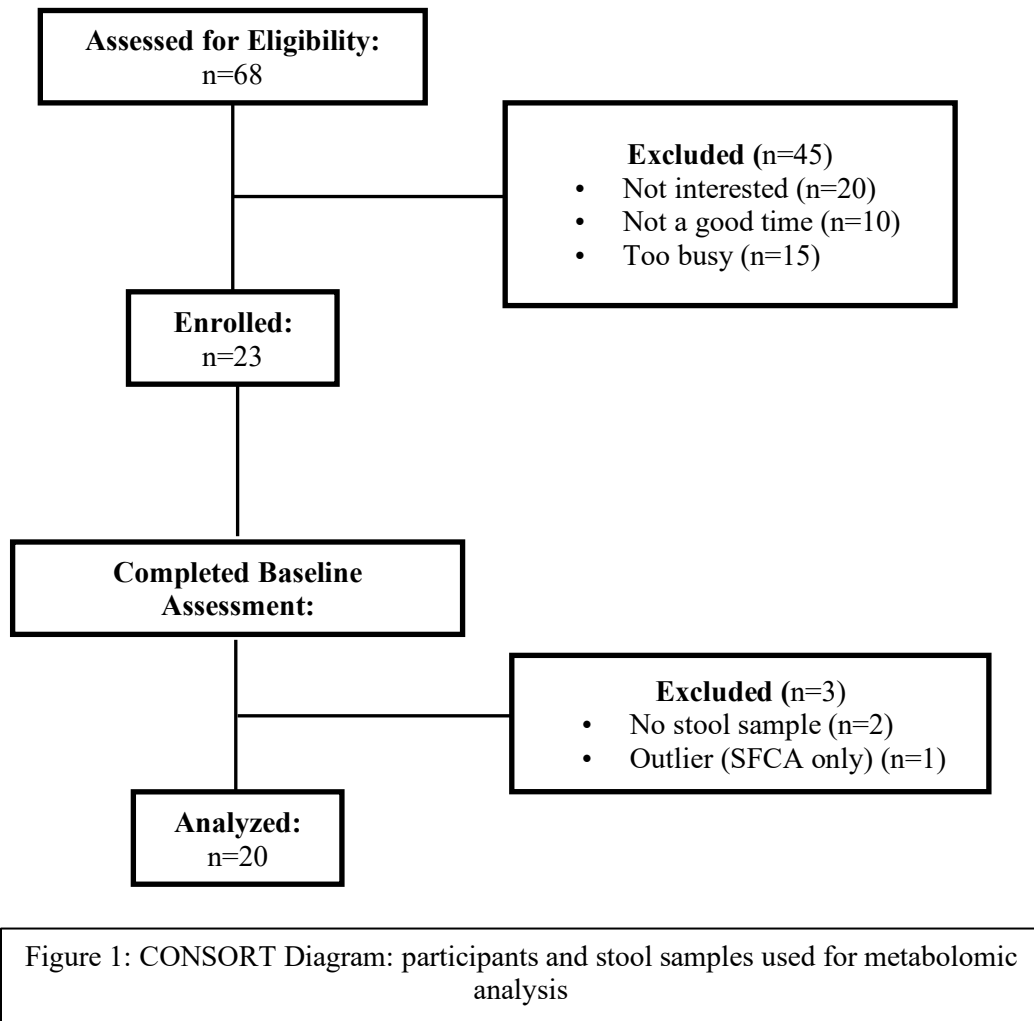 Assessed for Eligibility:
n=68
Excluded (n=45)
• Not interested (n=20)
• Not a good time (n=10)
• Too busy (n=15)
Enrolled:
n=23
Completed Baseline
Assessment:
Excluded (n=3)
• No stool sample (n=2)
• Outlier (SFCA only) (n=1)
Analyzed:
n=20
Figure 1: CONSORT Diagram: participants and stool samples used for metabolomic
analysis